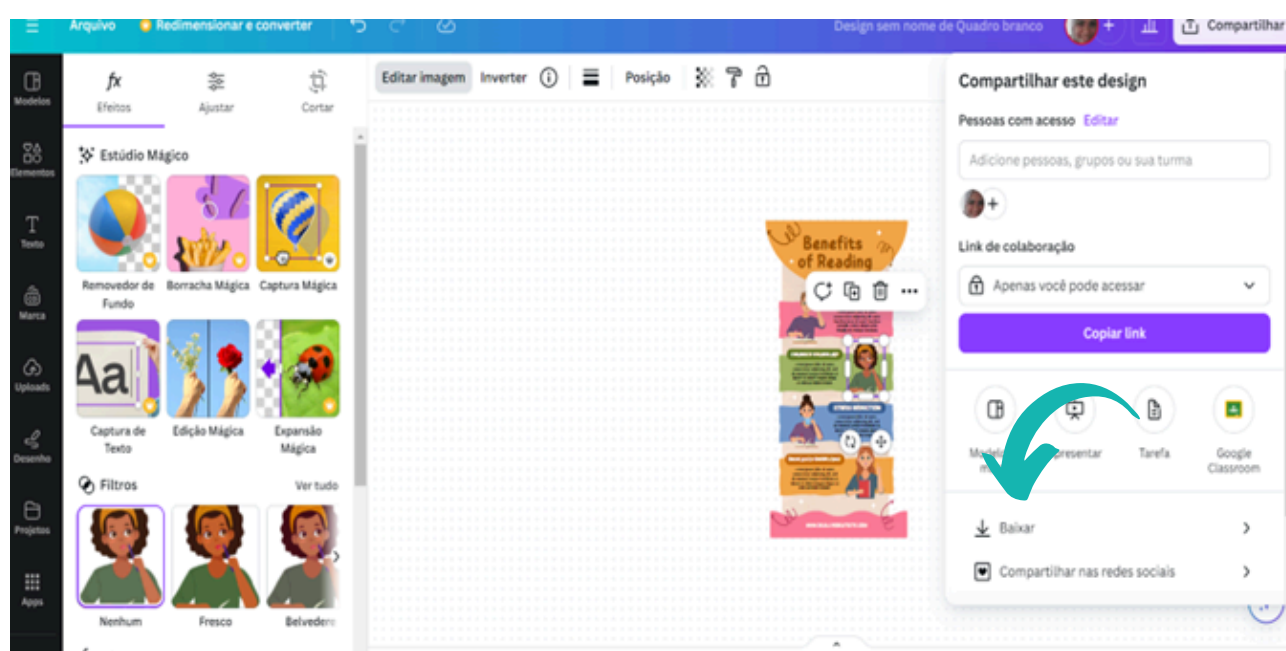 Arquivo
Redimensionar e converter
Design sem nome de Quadro branco
Compartilhar
Modelos
Elementos
Texto
Marca
Uploads
Desenho
Projetos
Apps
fx
Efeitos
Ajustar
Cortar
Estúdio Mágico
Removedor de
Fundo
Borracha Mágica
Captura Mágica
Aa
Captura de
Texto
Edição Mágica
Expansão
Mágica
Filtros
Ver tudo
Nenhum
Fresco
Belvedere
Editar imagem
Inverter
Posição
Benefits
of Reading
Compartilhar este design
Pessoas com acesso Editar
Adicione pessoas, grupos ou sua turma
Link de colaboração
Apenas você pode acessar
Copiar link
Tarefa
Google
Classroom
Baixar
Compartilhar nas redes sociais